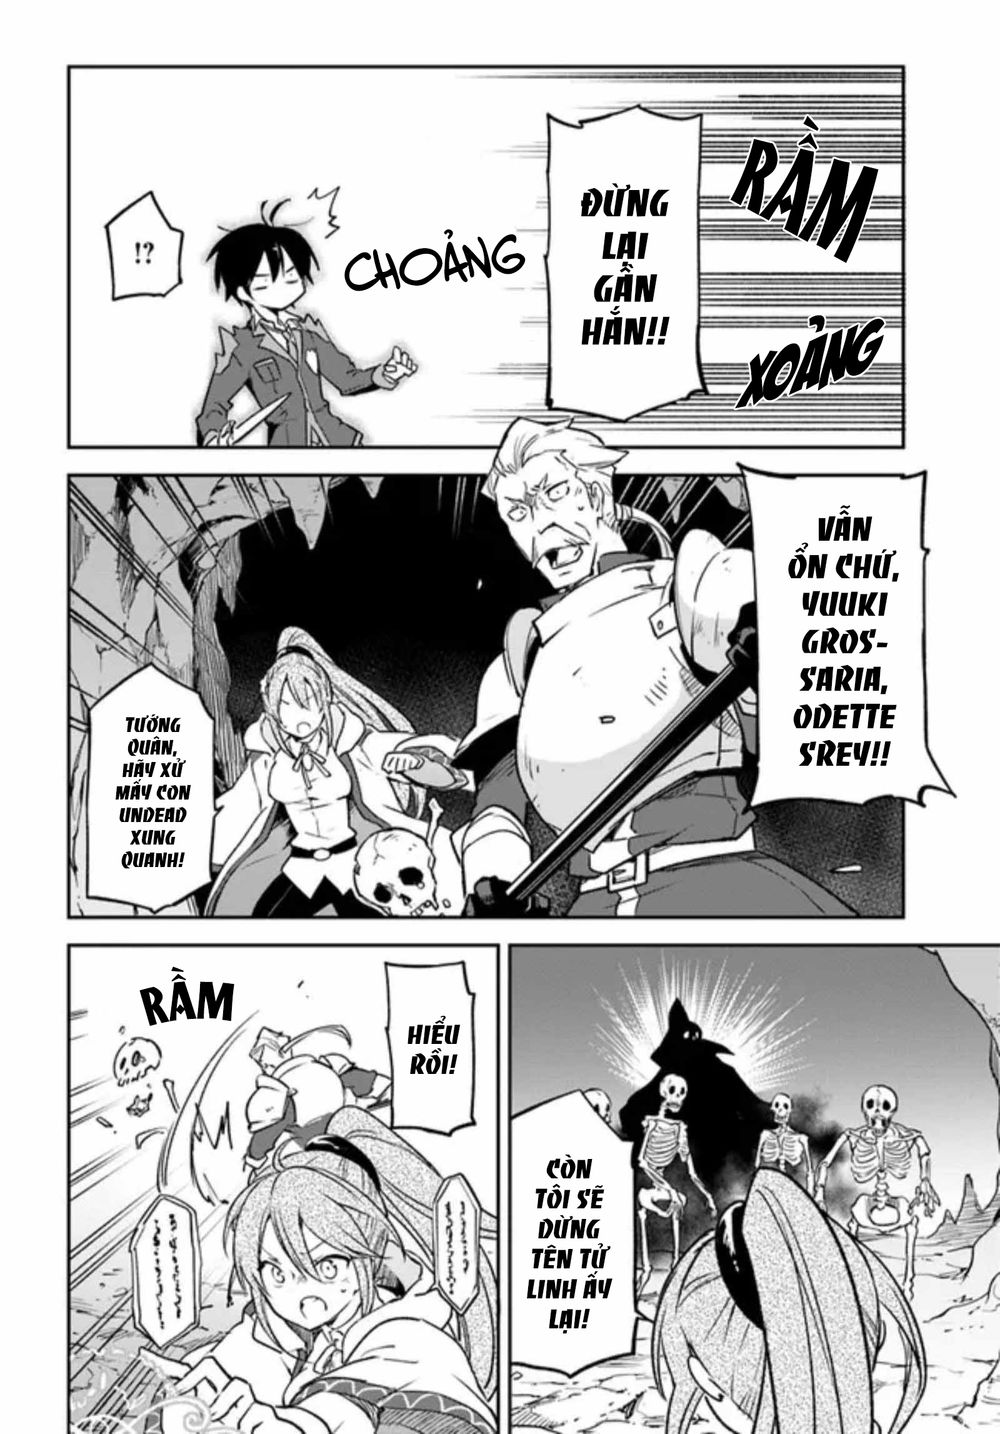 RẦM
ĐỪNG
LẠI
GẦN
HẮN!!
CHOẢNG
!?
XOẢNG
VẪN
ỔN CHỨ,
YUUKI
GROS-
SARIA,
ODETTE
SREY!!
TƯỚNG
QUÂN,
HÃY XỬ
MẤY CON
UNDEAD
XUNG
QUANH!
RẦM
HIỂU
RỒI!
CÒN
TÔI SẼ
DỪNG
TÊN TỬ
LINH ẤY
LẠI!